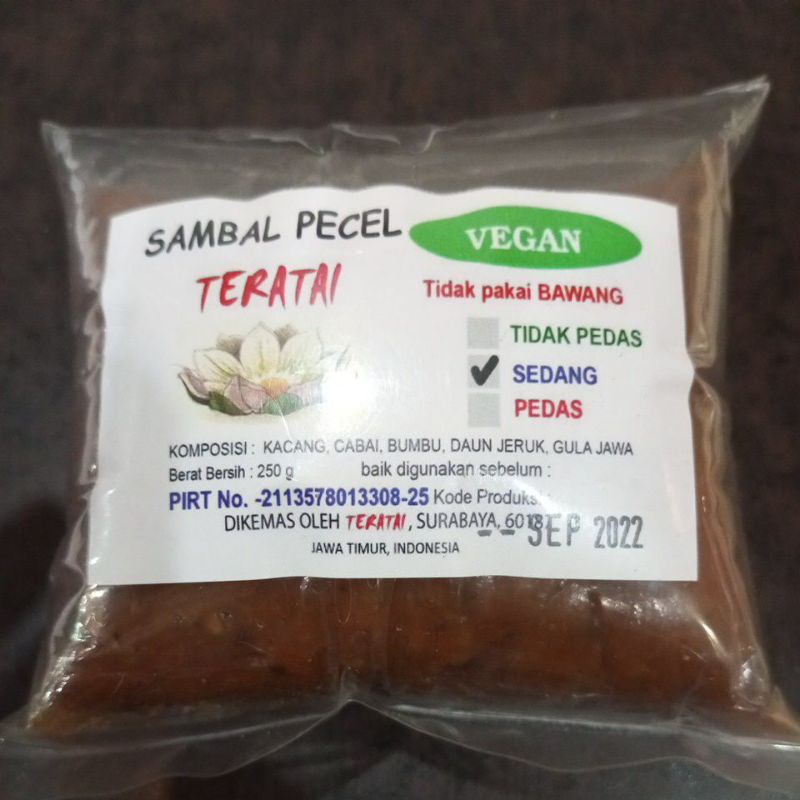 SAMBAL PECEL
VEGAN
TERATAI
Tidak pakai BAWANG
TIDAK PEDAS
SEDANG
PEDAS
KOMPOSISI : KACANG, CABAI, BUMBU, DAUN JERUK, GULA JAWA
Berat Bersih : 250 g baik digunakan sebelum :
PIRT No. -2113578013308-25 Kode Produksi :
DIKEMAS OLEH TERATAI, SURABAYA,
-- SEP 2022
JAWA TIMUR, INDONESIA